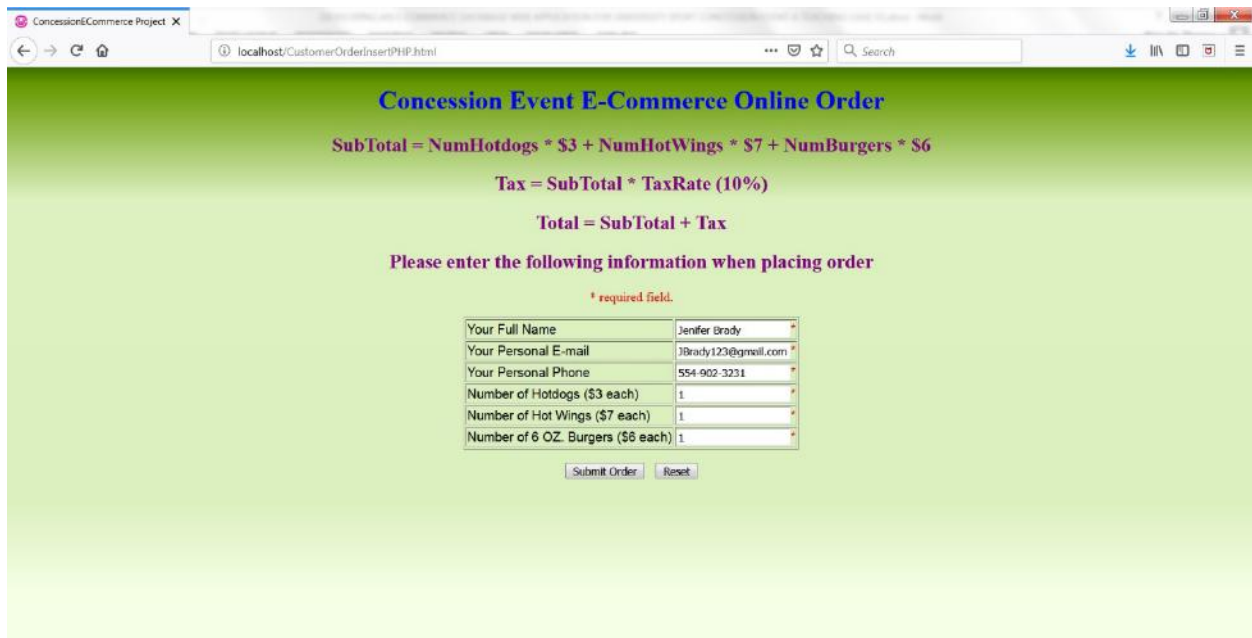 ConcessionECommerce Project
localhost/CustomerOrderInsertPHP.html
Search
Concession Event E-Commerce Online Order
SubTotal = NumHotdogs * $3 + NumHotWings * $7 + NumBurgers * $6
Tax = SubTotal * TaxRate (10%)
Total = SubTotal + Tax
Please enter the following information when placing order
* required field.
Your Full Name Jenifer Brady *
Your Personal E-mail JBrady123@gmail.com *
Your Personal Phone 554-902-3231 *
Number of Hotdogs ($3 each) 1 *
Number of Hot Wings ($7 each) 1 *
Number of 6 OZ. Burgers ($6 each) 1 *
Submit Order Reset